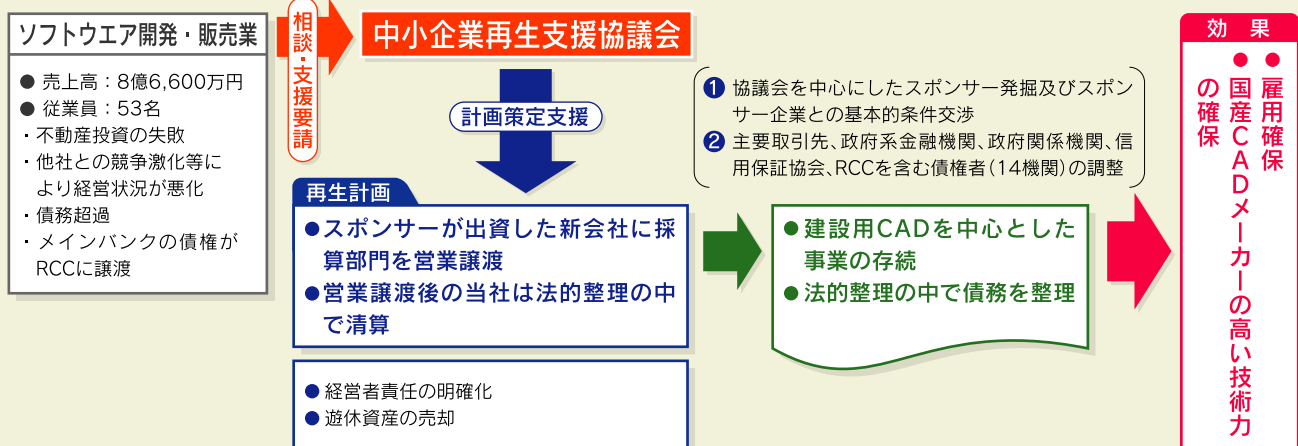 ソフトウエア開発・販売業
● 売上高：8億6,600万円
● 従業員：53名
・不動産投資の失敗
・他社との競争激化等に
より経営状況が悪化
・債務超過
・メインバンクの債権が
RCCに譲渡
相談・支援要請
中小企業再生支援協議会
計画策定支援
❶ 協議会を中心にしたスポンサー発掘及びスポン
サー企業との基本的条件交渉
❷ 主要取引先、政府系金融機関、政府関係機関、信
用保証協会、RCCを含む債権者（14機関）の調整
再生計画
●スポンサーが出資した新会社に採
算部門を営業譲渡
●営業譲渡後の当社は法的整理の中
で清算
● 経営者責任の明確化
● 遊休資産の売却
●建設用CADを中心とした
事業の存続
●法的整理の中で債務を整理
効 果
●雇用確保
●国産CADメーカーの高い技術力
の確保